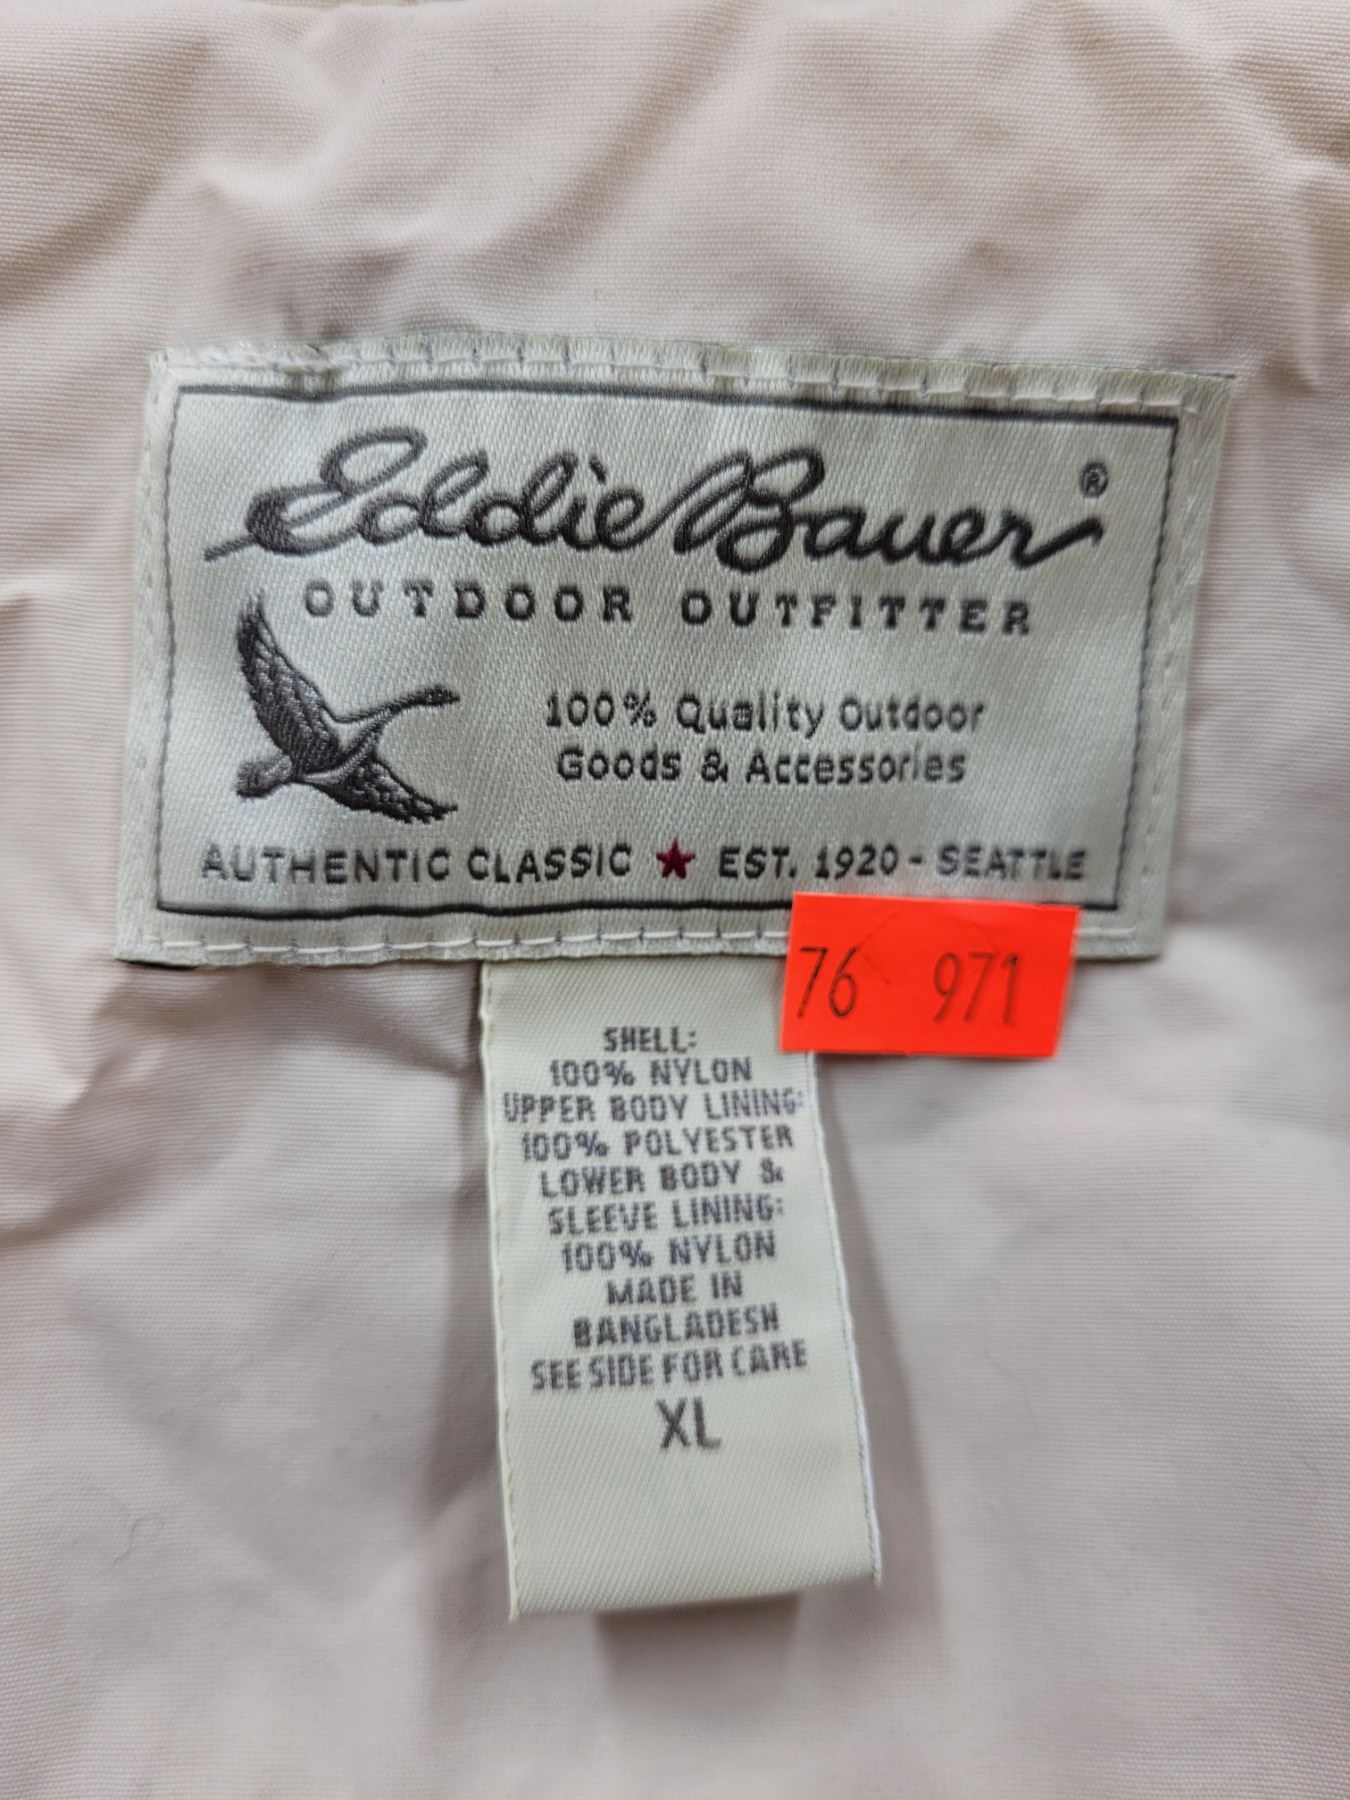 Eddie Bauer ®
OUTDOOR OUTFITTER
100% Quality Outdoor
Goods & Accessories
AUTHENTIC CLASSIC ★ EST. 1920 - SEATTLE
76 971
SHELL:
100% NYLON
UPPER BODY LINING:
100% POLYESTER
LOWER BODY &
SLEEVE LINING:
100% NYLON
MADE IN
BANGLADESH
SEE SIDE FOR CARE
XL